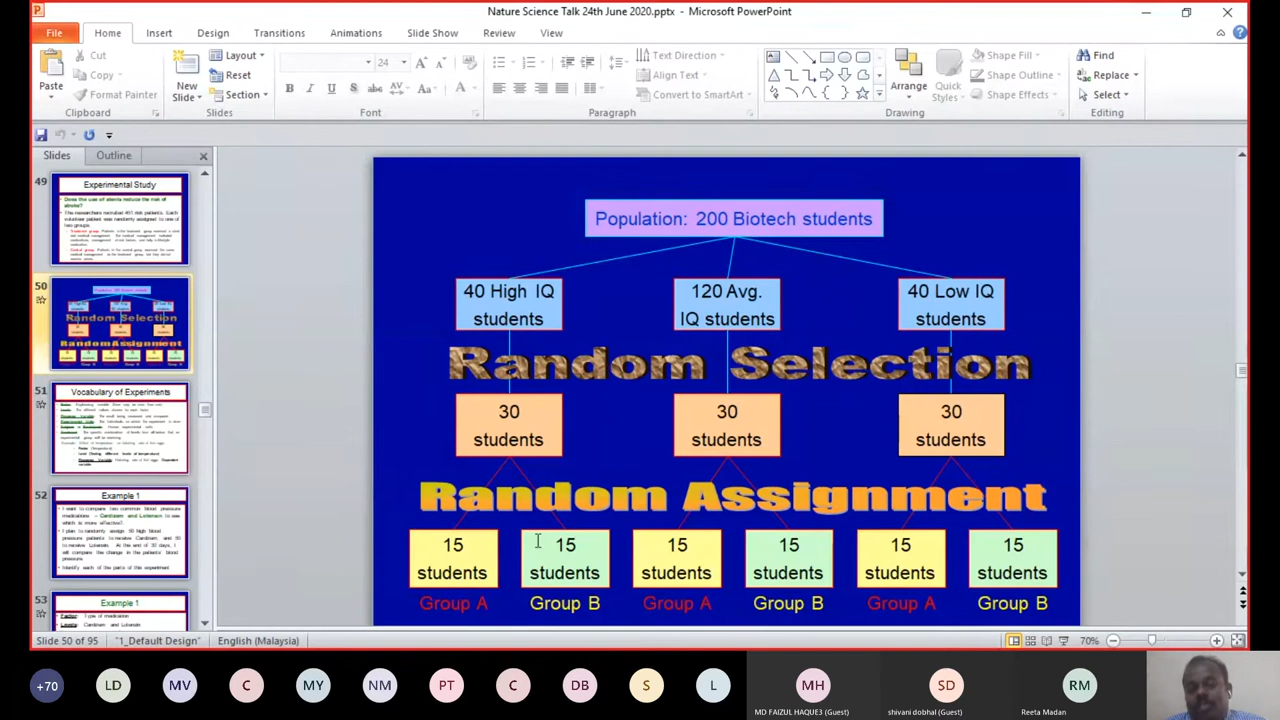 Nature Science Talk 24th June 2020.pptx - Microsoft PowerPoint
File Home Insert Design Transitions Animations Slide Show Review View
Paste
Cut
Copy
Format Painter
Clipboard
New Slide
Layout
Reset
Section
Slides
24
Font
Paragraph
Text Direction
Align Text
Convert to SmartArt
Arrange
Quick Styles
Shape Fill
Shape Outline
Shape Effects
Drawing
Find
Replace
Select
Editing
Slides Outline
49
Experimental Study
50
51
Vocabulary of Experiments
52
Example 1
53
Example 1
Population: 200 Biotech students
40 High IQ students
120 Avg. IQ students
40 Low IQ students
Random Selection
30 students
30 students
30 students
Random Assignment
15 students
15 students
15 students
15 students
15 students
15 students
Group A Group B Group A Group B Group A Group B
Slide 50 of 95 "1_Default Design" English (Malaysia) 70%
+70 LD MV C MY NM PT C DB S L MH SD RM
MD FAIZUL HAQUE3 (Guest) shivani dobhal (Guest) Reeta Madan